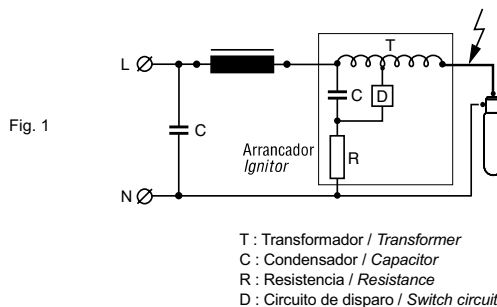 T
L
C
D
C
Fig. 1
Arrancador
Ignitor
R
N
T : Transformador / Transformer
C : Condensador / Capacitor
R : Resistencia / Resistance
D : Circuito de disparo / Switch circuit